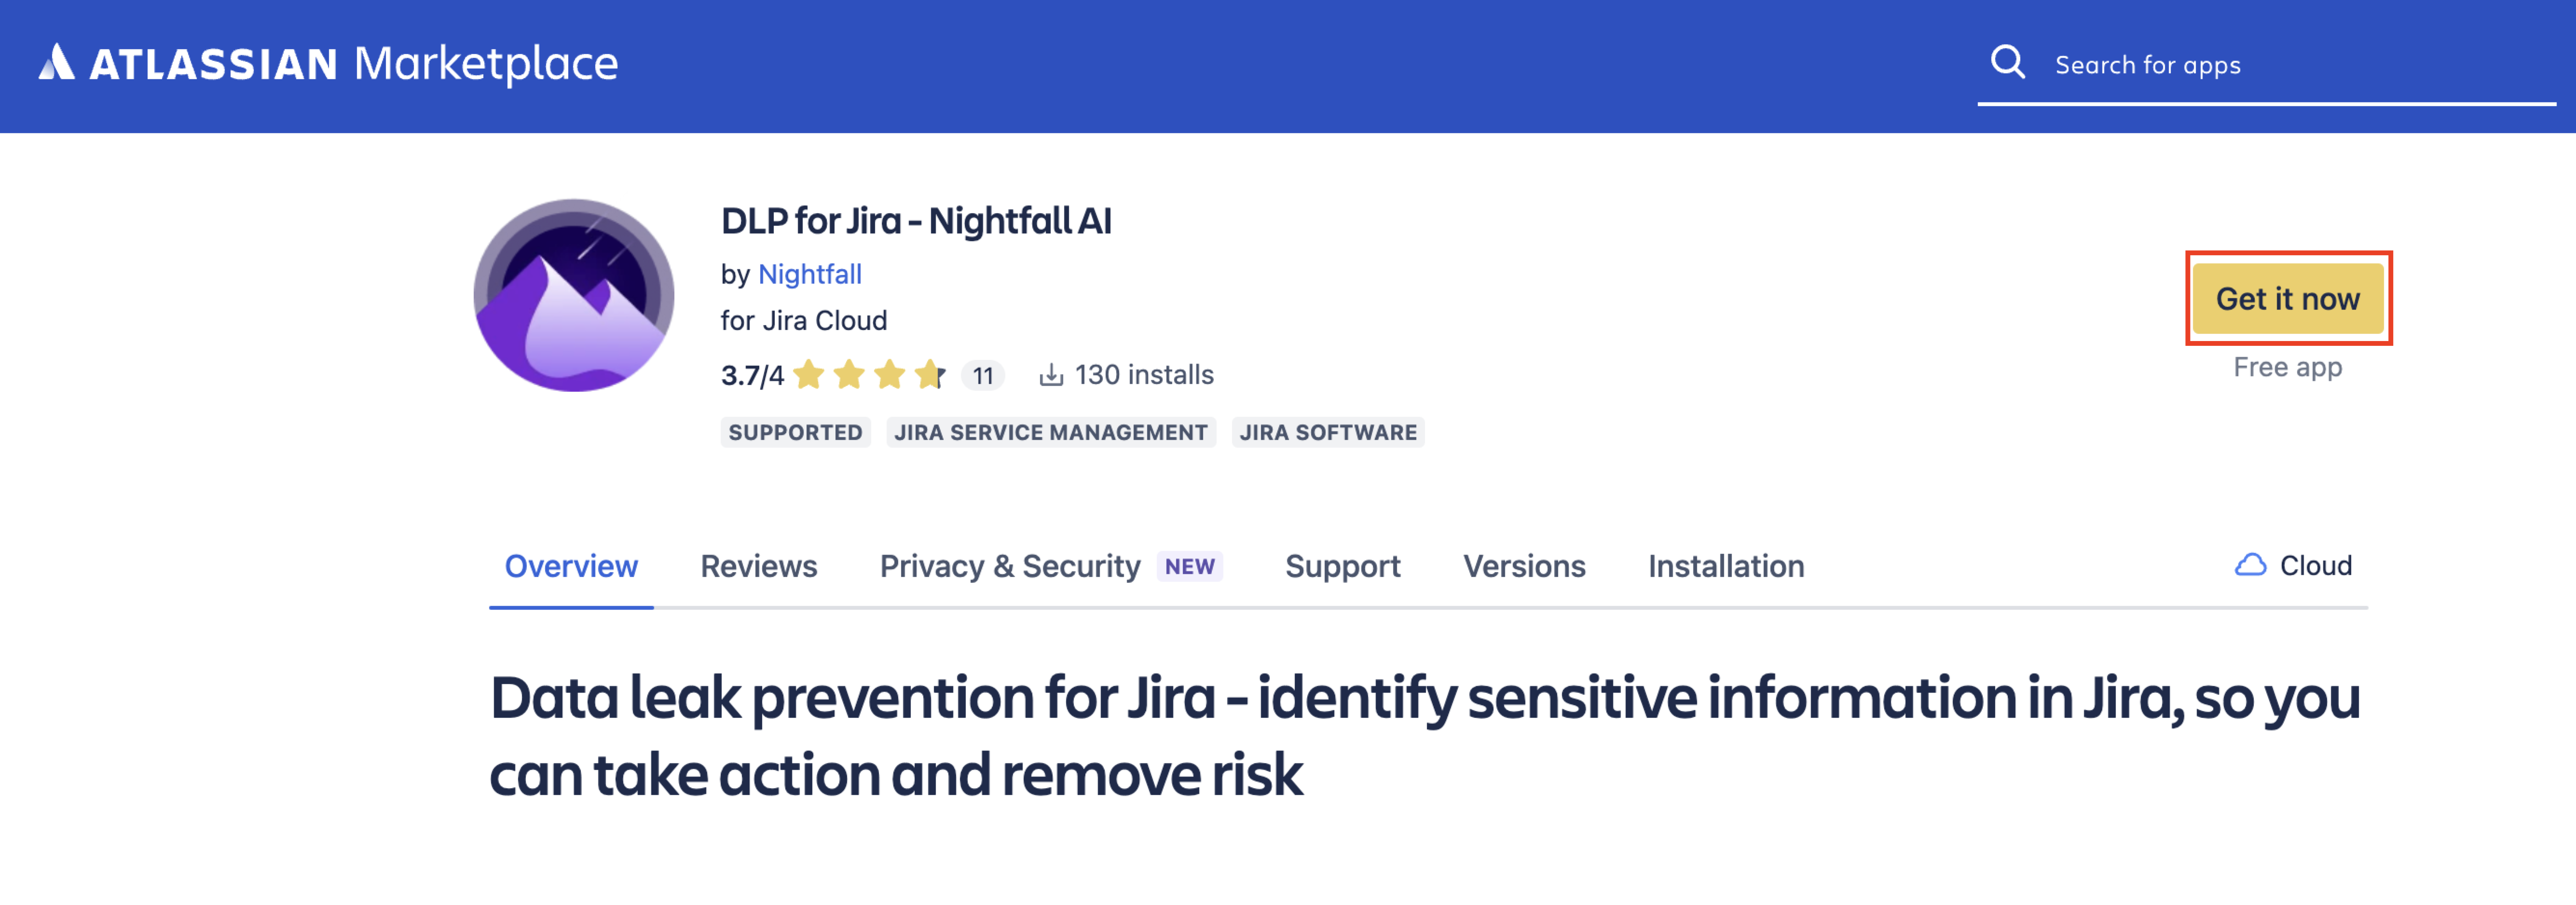 ATLASSIAN Marketplace
Search for apps
DLP for Jira - Nightfall AI
by Nightfall
for Jira Cloud
3.7/4 11 130 installs
SUPPORTED JIRA SERVICE MANAGEMENT JIRA SOFTWARE
Get it now
Free app
Overview Reviews Privacy & Security NEW Support Versions Installation Cloud
Data leak prevention for Jira – identify sensitive information in Jira, so you
can take action and remove risk